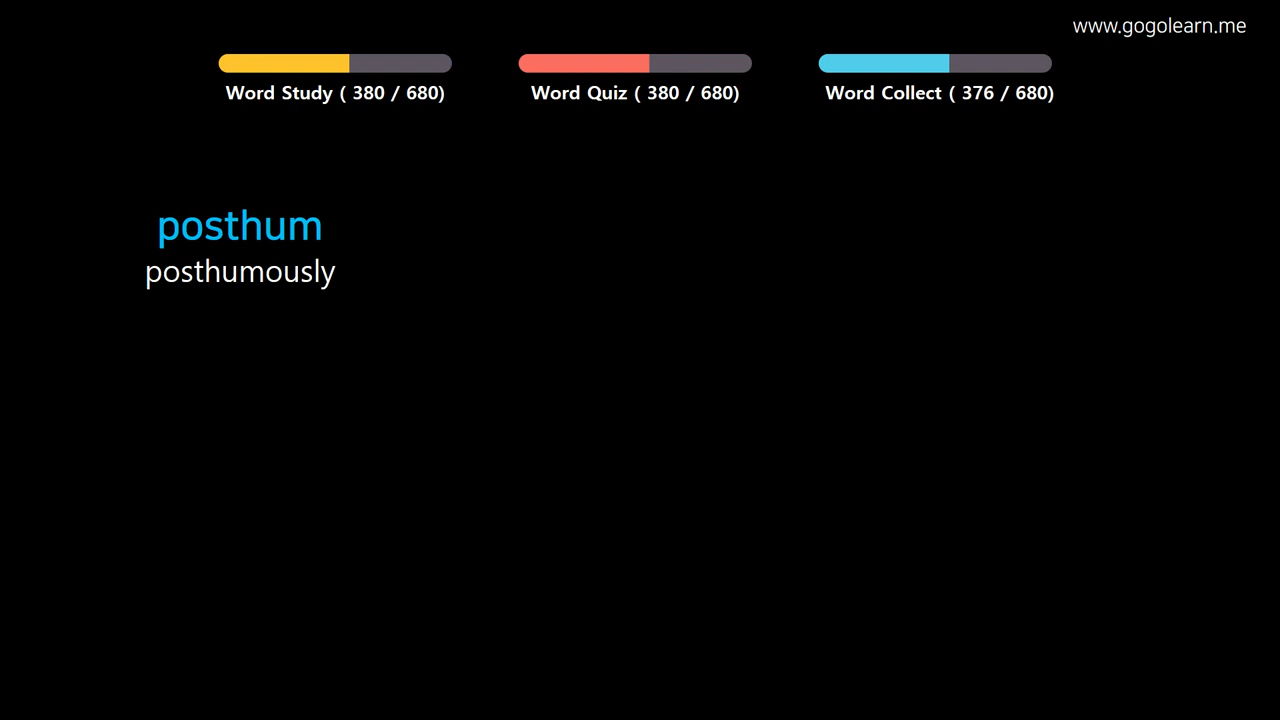 www.gogolearn.me
Word Study ( 380 / 680)
Word Quiz ( 380 / 680)
Word Collect ( 376 / 680)
posthum
posthumously